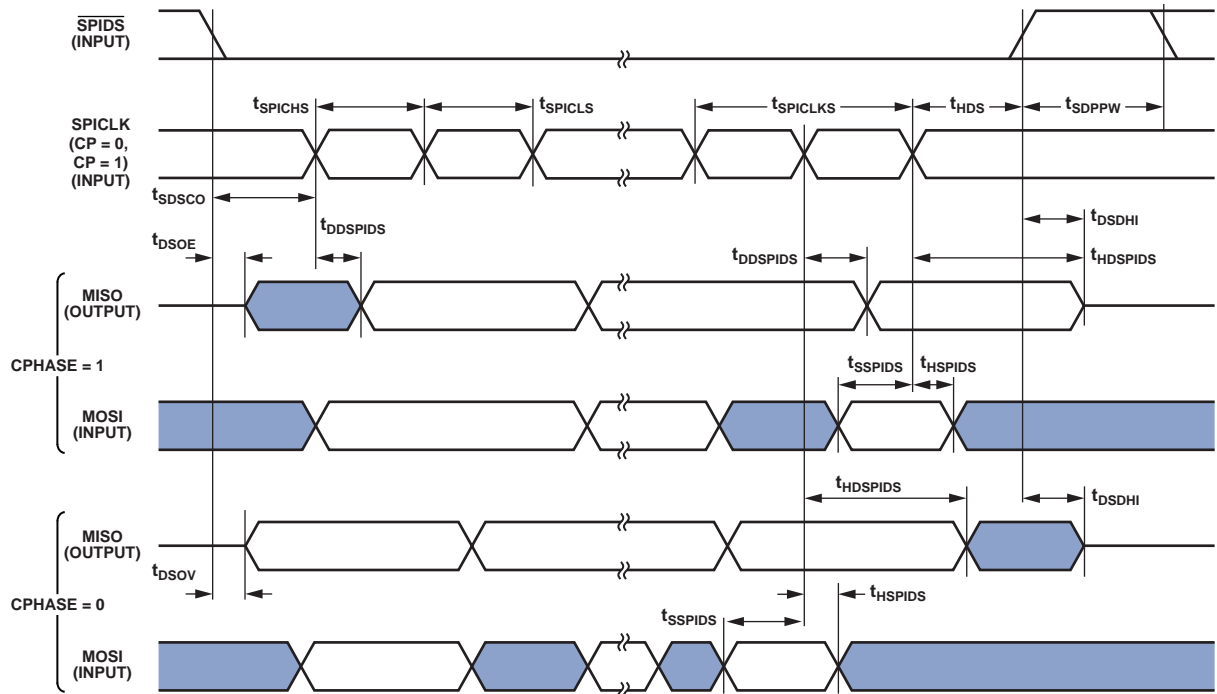 SPIDS
(INPUT)
tSPICHS
tSPICLS
tSPICLKS
tHDS
tSDPPW
SPICLK
(CP = 0,
CP = 1)
(INPUT)
tSDSCO
tDSOE
tDDSPIDS
tDDSPIDS
tDSDHI
tHDSPIDS
MISO
(OUTPUT)
CPHASE = 1
tSSPIDS
tHSPIDS
MOSI
(INPUT)
tHDSPIDS
tDSDHI
MISO
(OUTPUT)
tDSOV
CPHASE = 0
tSSPIDS
tHSPIDS
MOSI
(INPUT)